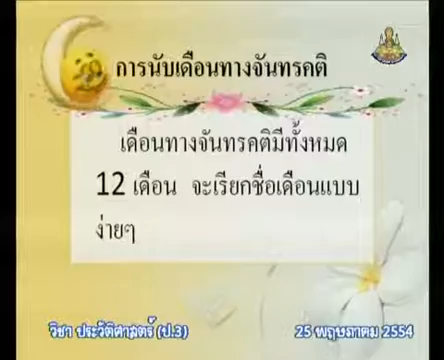 การนับเดือนทางจันทรคติ
เดือนทางจันทรคติมีทั้งหมด
12 เดือน จะเรียกชื่อเดือนแบบ
ง่ายๆ
วิชา ประวัติศาสตร์ (ป.3)
25 พฤษภาคม 2554